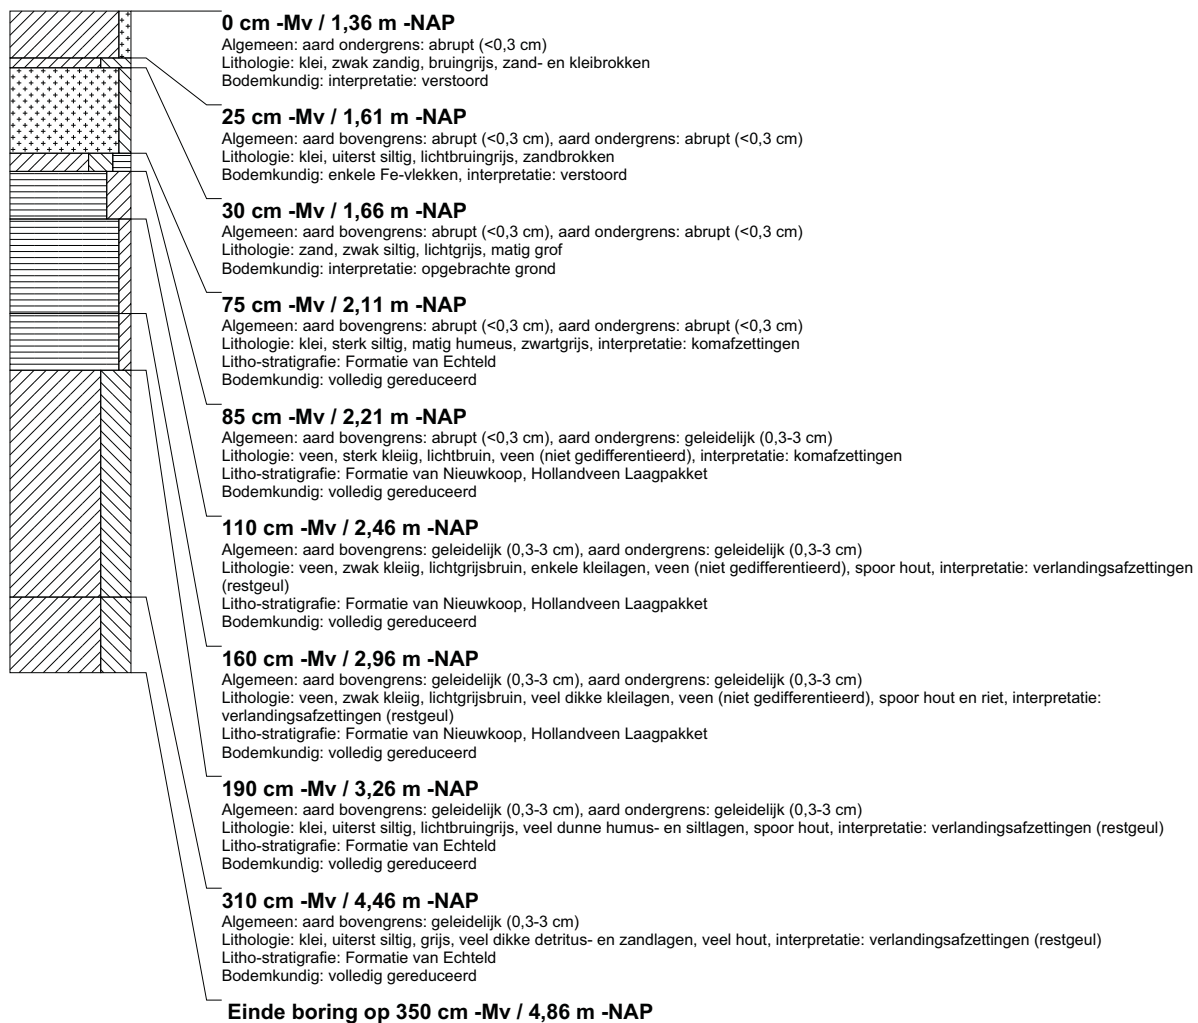 0 cm -Mv / 1,36 m -NAP
Algemeen: aard ondergrens: abrupt (<0,3 cm)
Lithologie: klei, zwak zandig, bruingrijs, zand- en kleibrokken
Bodemkundig: interpretatie: verstoord
25 cm -Mv / 1,61 m -NAP
Algemeen: aard bovengrens: abrupt (<0,3 cm), aard ondergrens: abrupt (<0,3 cm)
Lithologie: klei, uiterst siltig, lichtbruingrijs, zandbrokken
Bodemkundig: enkele Fe-vlekken, interpretatie: verstoord
30 cm -Mv / 1,66 m -NAP
Algemeen: aard bovengrens: abrupt (<0,3 cm), aard ondergrens: abrupt (<0,3 cm)
Lithologie: zand, zwak siltig, lichtgrijs, matig grof
Bodemkundig: interpretatie: opgebrachte grond
75 cm -Mv / 2,11 m -NAP
Algemeen: aard bovengrens: abrupt (<0,3 cm), aard ondergrens: abrupt (<0,3 cm)
Lithologie: klei, sterk siltig, matig humeus, zwartgrijs, interpretatie: komafzettingen
Litho-stratigrafie: Formatie van Echteld
Bodemkundig: volledig gereduceerd
85 cm -Mv / 2,21 m -NAP
Algemeen: aard bovengrens: abrupt (<0,3 cm), aard ondergrens: geleidelijk (0,3-3 cm)
Lithologie: veen, sterk kleiig, lichtbruin, veen (niet gedifferentieerd), interpretatie: komafzettingen
Litho-stratigrafie: Formatie van Nieuwkoop, Hollandveen Laagpakket
Bodemkundig: volledig gereduceerd
110 cm -Mv / 2,46 m -NAP
Algemeen: aard bovengrens: geleidelijk (0,3-3 cm), aard ondergrens: geleidelijk (0,3-3 cm)
Lithologie: veen, zwak kleiig, lichtgrijsbruin, enkele kleilagen, veen (niet gedifferentieerd), spoor hout, interpretatie: verlandingsafzettingen
(restgeul)
Litho-stratigrafie: Formatie van Nieuwkoop, Hollandveen Laagpakket
Bodemkundig: volledig gereduceerd
160 cm -Mv / 2,96 m -NAP
Algemeen: aard bovengrens: geleidelijk (0,3-3 cm), aard ondergrens: geleidelijk (0,3-3 cm)
Lithologie: veen, zwak kleiig, lichtgrijsbruin, veel dikke kleilagen, veen (niet gedifferentieerd), spoor hout en riet, interpretatie:
verlandingsafzettingen (restgeul)
Litho-stratigrafie: Formatie van Nieuwkoop, Hollandveen Laagpakket
Bodemkundig: volledig gereduceerd
190 cm -Mv / 3,26 m -NAP
Algemeen: aard bovengrens: geleidelijk (0,3-3 cm), aard ondergrens: geleidelijk (0,3-3 cm)
Lithologie: klei, uiterst siltig, lichtbruingrijs, veel dunne humus- en siltlagen, spoor hout, interpretatie: verlandingsafzettingen (restgeul)
Litho-stratigrafie: Formatie van Echteld
Bodemkundig: volledig gereduceerd
310 cm -Mv / 4,46 m -NAP
Algemeen: aard bovengrens: geleidelijk (0,3-3 cm)
Lithologie: klei, uiterst siltig, grijs, veel dikke detritus- en zandlagen, veel hout, interpretatie: verlandingsafzettingen (restgeul)
Litho-stratigrafie: Formatie van Echteld
Bodemkundig: volledig gereduceerd
Einde boring op 350 cm -Mv / 4,86 m -NAP